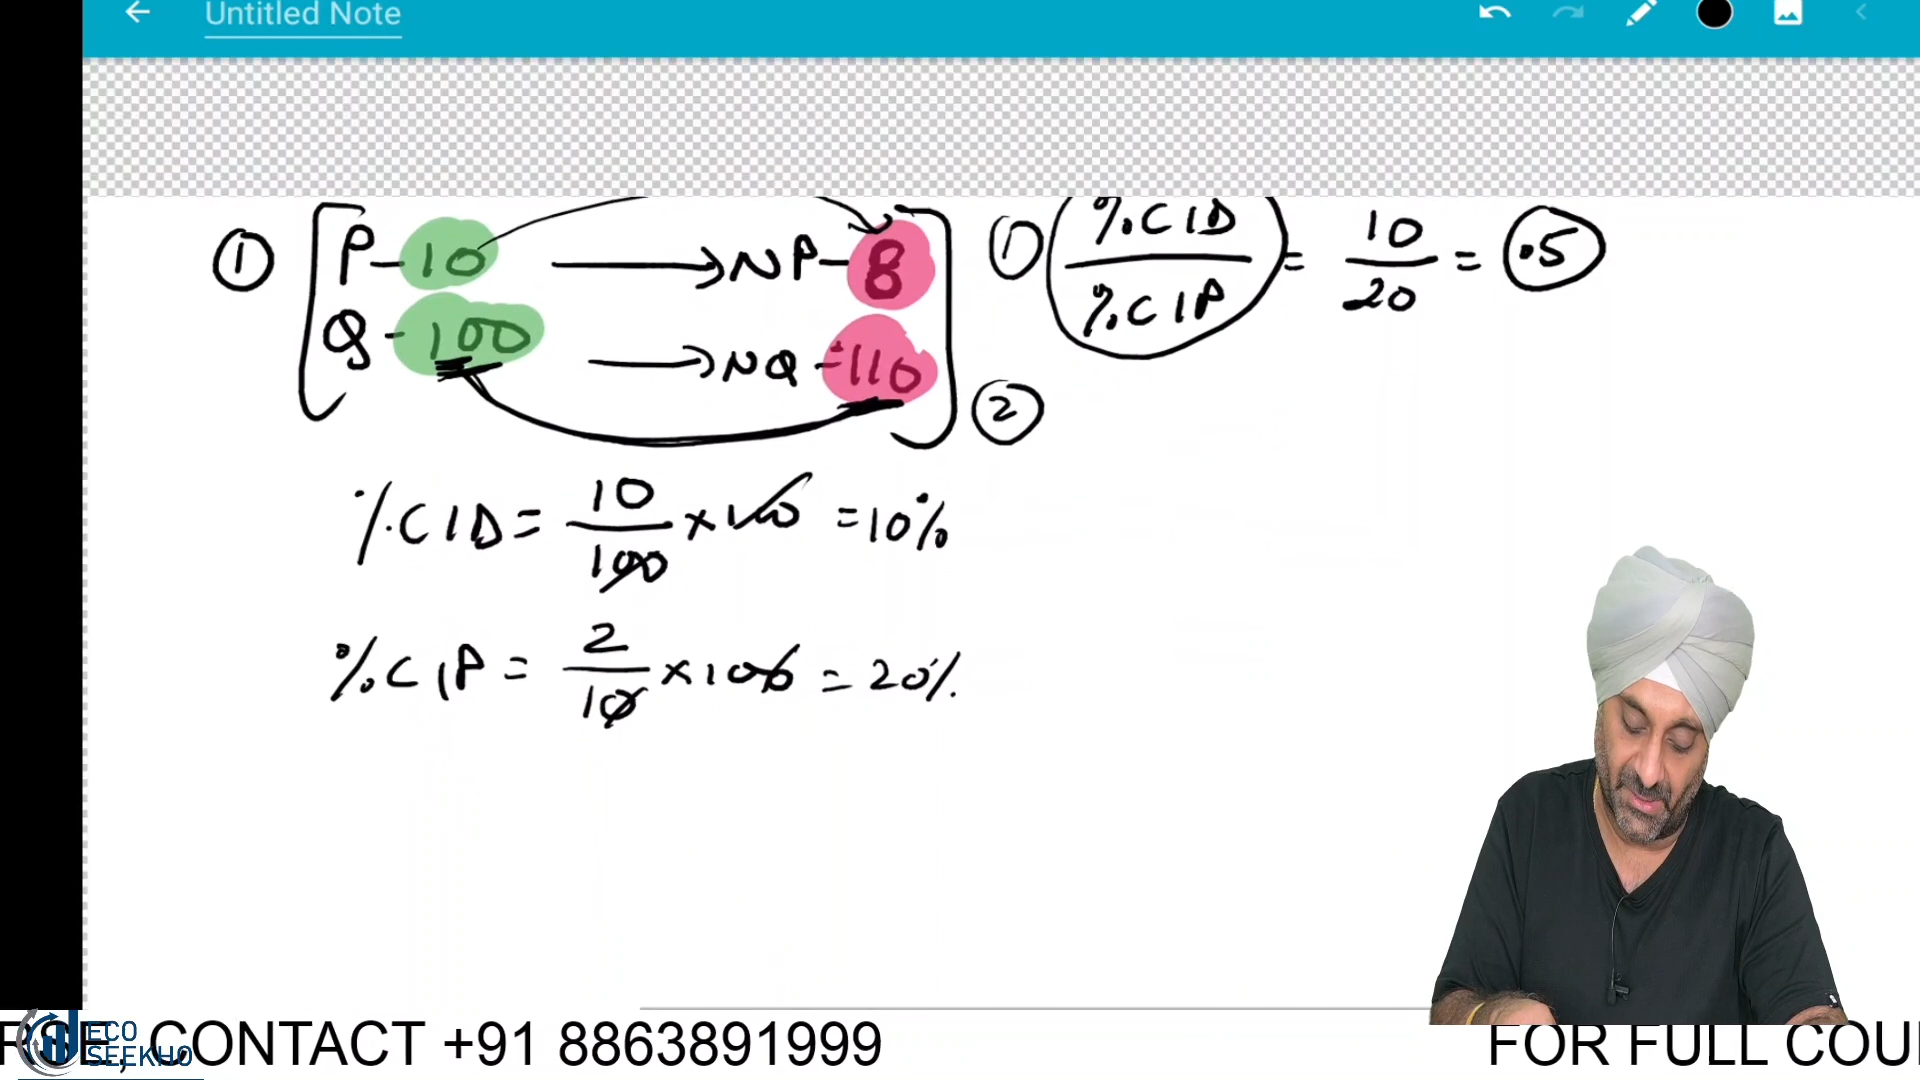 Untitled Note
① P - 10 → NP - 8
Q - 100 → NQ - 110
① %CID / %CIP = 10 / 20 = .5
②
%CID = 10 / 100 × 100 = 10%
%CIP = 2 / 10 × 100 = 20%
RSE, CONTACT +91 8863891999 FOR FULL COU
ECO
SEEKHO